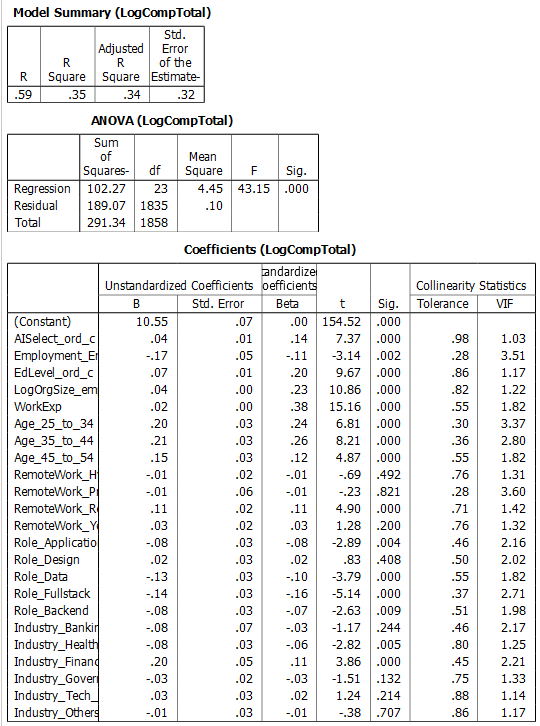 Model Summary (LogCompTotal)
R R Square Adjusted R Square Std. Error of the Estimate-
.59 .35 .34 .32
ANOVA (LogCompTotal)
Sum of Squares- df Mean Square F Sig.
Regression 102.27 23 4.45 43.15 .000
Residual 189.07 1835 .10
Total 291.34 1858
Coefficients (LogCompTotal)
Unstandardized Coefficients andardize oefficients Collinearity Statistics
B Std. Error Beta t Sig. Tolerance VIF
(Constant) 10.55 .07 .00 154.52 .000
AISelect_ord_c .04 .01 .14 7.37 .000 .98 1.03
Employment_Er -.17 .05 -.11 -3.14 .002 .28 3.51
EdLevel_ord_c .07 .01 .20 9.67 .000 .86 1.17
LogOrgSize_em .04 .00 .23 10.86 .000 .82 1.22
WorkExp .02 .00 .38 15.16 .000 .55 1.82
Age_25_to_34 .20 .03 .24 6.81 .000 .30 3.37
Age_35_to_44 .21 .03 .26 8.21 .000 .36 2.80
Age_45_to_54 .15 .03 .12 4.87 .000 .55 1.82
RemoteWork_H -.01 .02 -.01 -.69 .492 .76 1.31
RemoteWork_Pr -.01 .06 -.01 -.23 .821 .28 3.60
RemoteWork_R .11 .02 .11 4.90 .000 .71 1.42
RemoteWork_Y .03 .02 .03 1.28 .200 .76 1.32
Role_Applicatio -.08 .03 -.08 -2.89 .004 .46 2.16
Role_Design .02 .03 .02 .83 .408 .50 2.02
Role_Data -.13 .03 -.10 -3.79 .000 .55 1.82
Role_Fullstack -.14 .03 -.16 -5.14 .000 .37 2.71
Role_Backend -.08 .03 -.07 -2.63 .009 .51 1.98
Industry_Bankir -.08 .07 -.03 -1.17 .244 .46 2.17
Industry_Health -.08 .03 -.06 -2.82 .005 .80 1.25
Industry_Financ .20 .05 .11 3.86 .000 .45 2.21
Industry_Gover -.03 .02 -.03 -1.51 .132 .75 1.33
Industry_Tech_ .03 .03 .02 1.24 .214 .88 1.14
Industry_Others -.01 .03 -.01 -.38 .707 .86 1.17